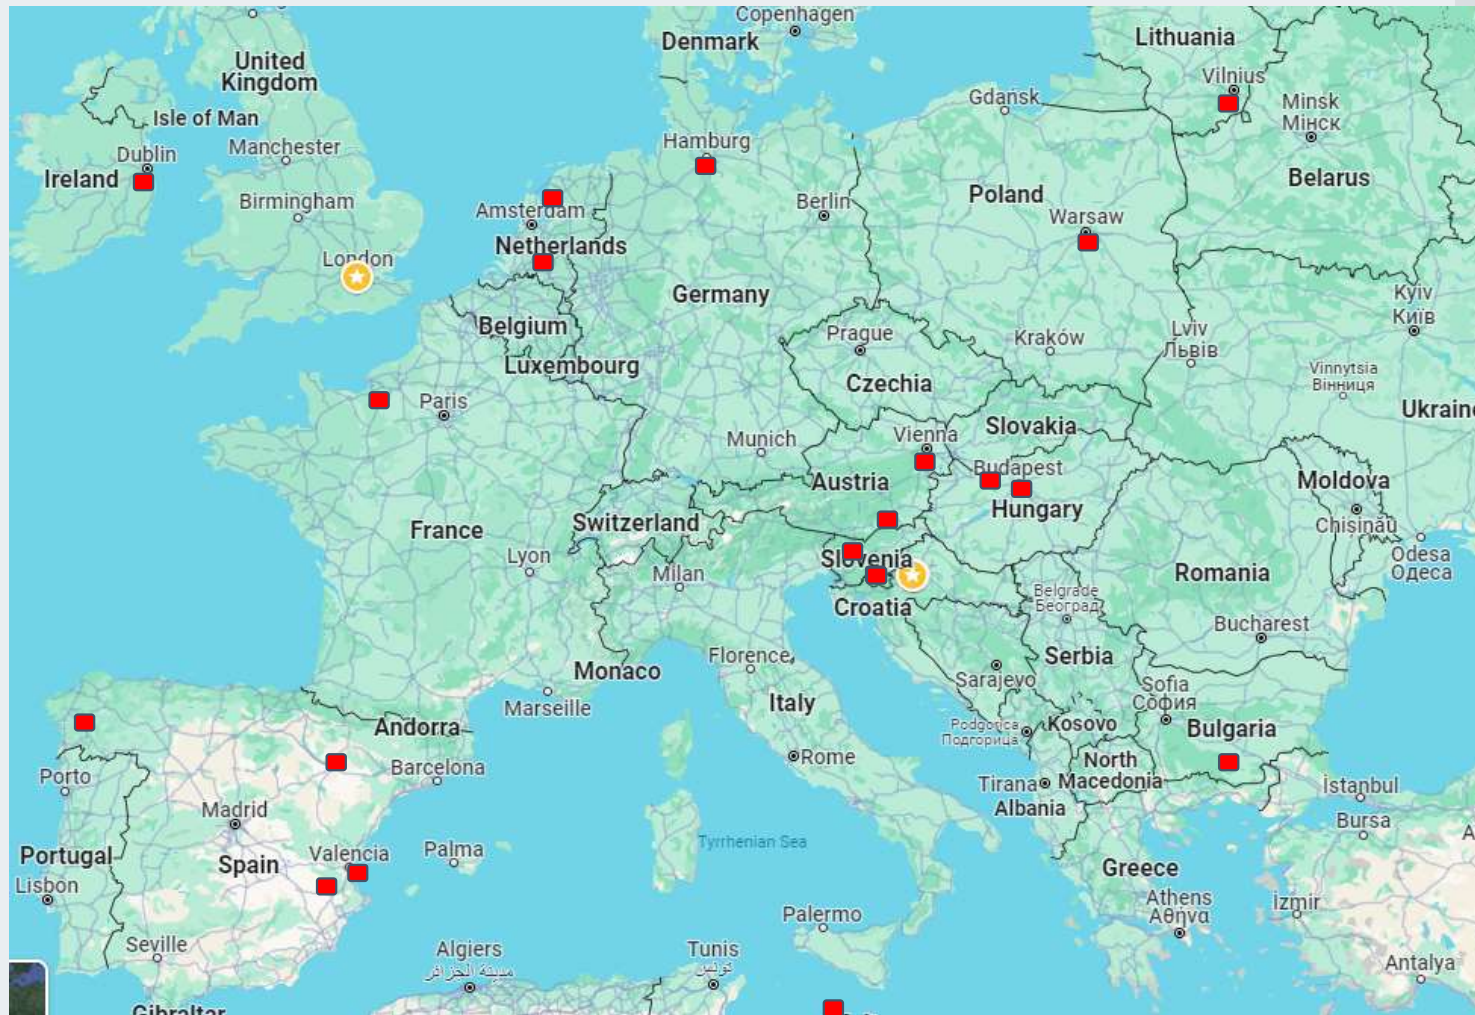 Copenhagen
Denmark
Lithuania
United
Kingdom
Vilnius
Gdańsk
Minsk
Мінск
Isle of Man
Hamburg
Dublin
Manchester
Ireland
Belarus
Poland
Birmingham
Berlin
Amsterdam
Warsaw
Netherlands
London
Germany
Kyiv
Київ
Belgium
Prague
Kraków
Lviv
Львів
Luxembourg
Vinnytsia
Вінниця
Czechia
Paris
Ukraine
Slovakia
Munich
Vienna
Budapest
Austria
Moldova
Hungary
Chișinău
France
Switzerland
Odesa
Одеса
Lyon
Slovenia
Milan
Romania
Belgrade
Београд
Croatia
Bucharest
Florence
Serbia
Monaco
Sarajevo
Sofia
София
Italy
Marseille
Andorra
Podgorica
Подгорица
Kosovo
Bulgaria
Rome
North
Macedonia
Porto
Barcelona
Tirana
İstanbul
Albania
Madrid
Bursa
Tyrrhenian Sea
Portugal
Valencia
Palma
Spain
Greece
Lisbon
Athens
Αθήνα
İzmir
Palermo
Seville
Algiers
مدينة الجزائر
Tunis
تونس
Antalya
Gibraltar